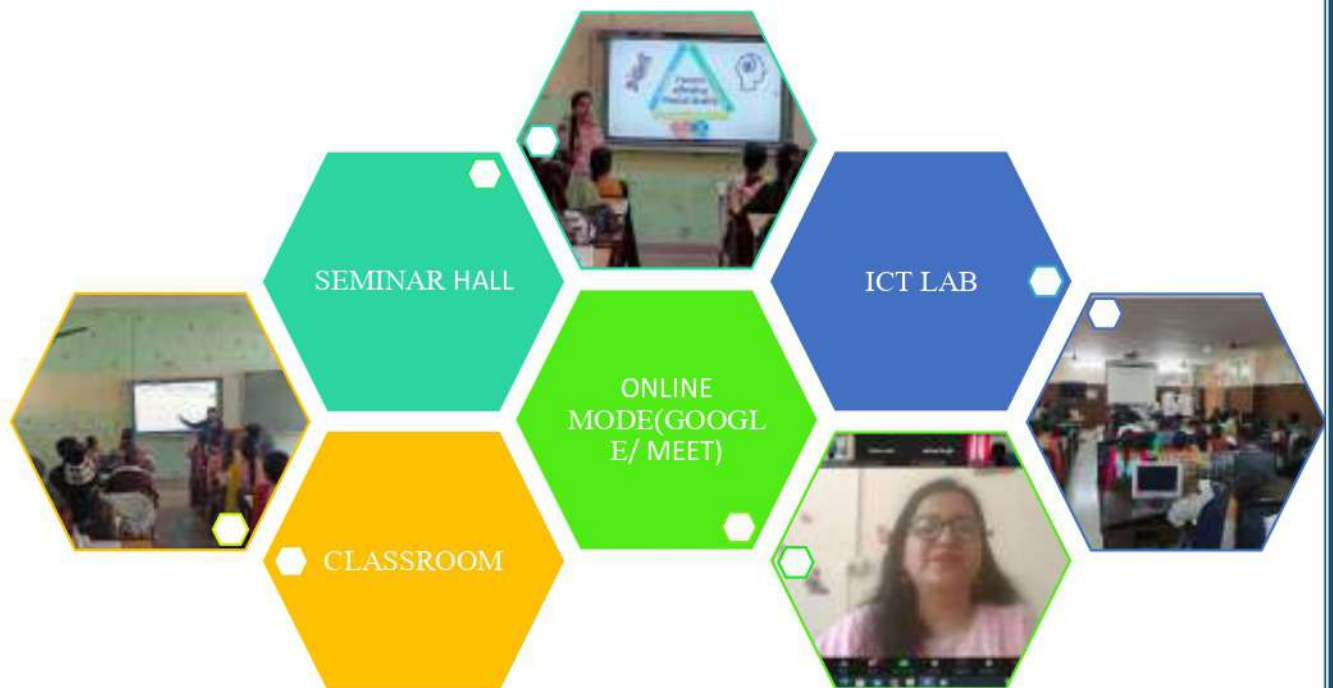 SEMINAR HALL
ICT LAB
ONLINE
MODE(GOOGL
E/ MEET)
CLASSROOM